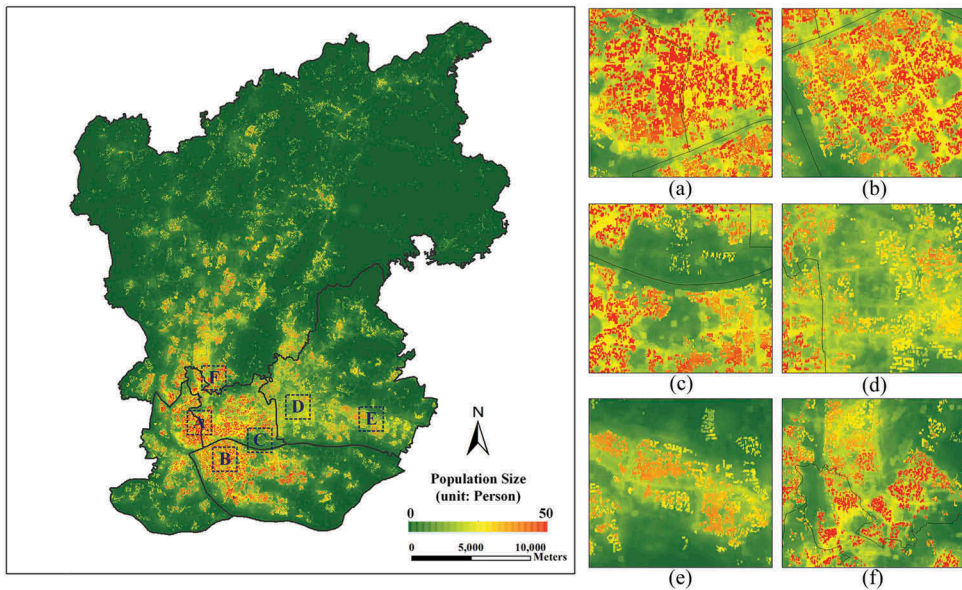 F
A
D
E
C
B
N
Population Size
(unit: Person)
0 50
0 5,000 10,000
Meters
(a) (b)
(c) (d)
(e) (f)